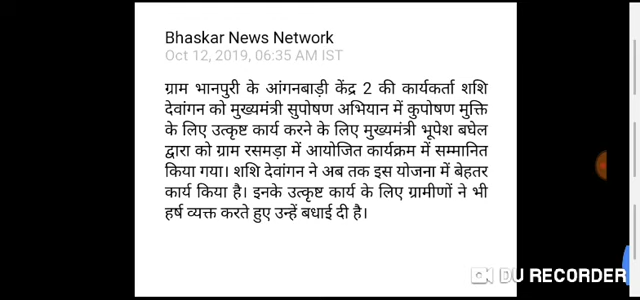 Bhaskar News Network
Oct 12, 2019, 06:35 AM IST
ग्राम भानपुरी के आंगनबाड़ी केंद्र 2 की कार्यकर्ता शशि
देवांगन को मुख्यमंत्री सुपोषण अभियान में कुपोषण मुक्ति
के लिए उत्कृष्ट कार्य करने के लिए मुख्यमंत्री भूपेश बघेल
द्वारा को ग्राम रसमड़ा में आयोजित कार्यक्रम में सम्मानित
किया गया। शशि देवांगन ने अब तक इस योजना में बेहतर
कार्य किया है। इनके उत्कृष्ट कार्य के लिए ग्रामीणों ने भी
हर्ष व्यक्त करते हुए उन्हें बधाई दी है।
DU RECORDER